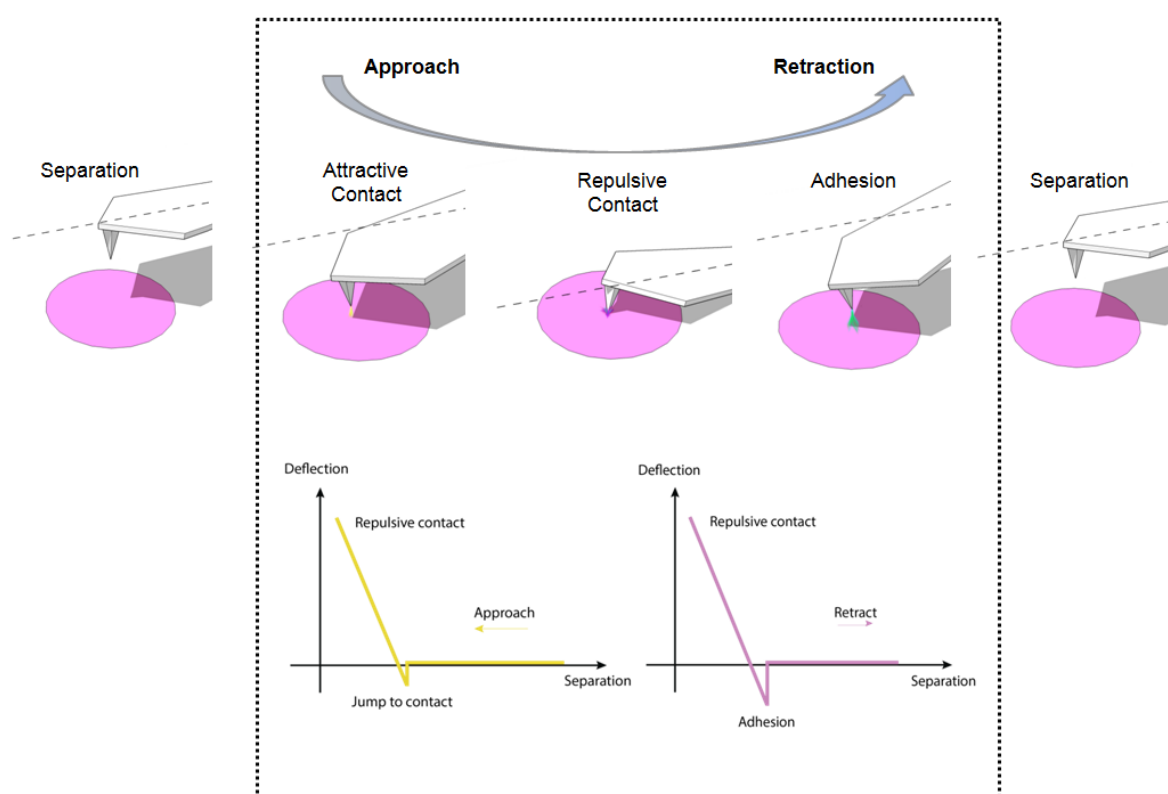 Approach
Retraction
Separation
Attractive
Contact
Repulsive
Contact
Adhesion
Separation
Deflection
Repulsive contact
Approach
Separation
Jump to contact
Deflection
Repulsive contact
Retract
Separation
Adhesion